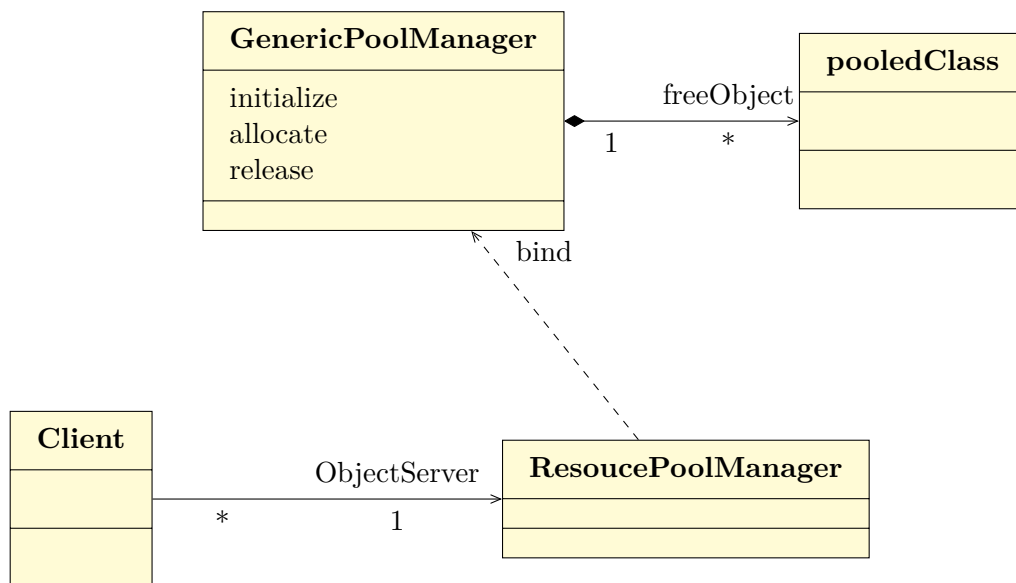 GenericPoolManager
initialize
allocate
release
pooledClass
freeObject
1
*
bind
Client
ObjectServer
*
1
ResoucePoolManager